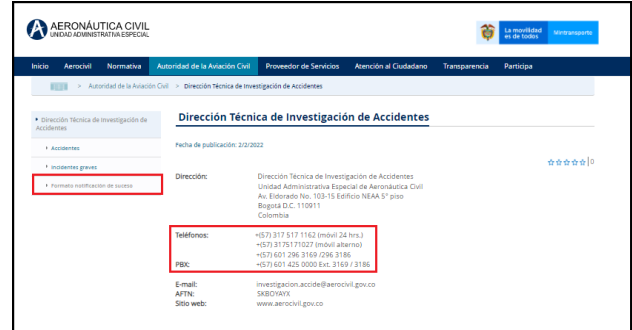 AERONÁUTICA CIVIL
UNIDAD ADMINISTRATIVA ESPECIAL
La movilidad
es de todos
Mintransporte
Inicio Aerocivil Normativa Autoridad de la Aviación Civil Proveedor de Servicios Atención al Ciudadano Transparencia Participa
> Autoridad de la Aviación Civil > Dirección Técnica de Investigación de Accidentes
Dirección Técnica de Investigación de
Accidentes
Accidentes
Incidentes graves
Formato notificación de suceso
Dirección Técnica de Investigación de Accidentes
Fecha de publicación: 2/2/2022
0
Dirección: Dirección Técnica de Investigación de Accidentes
Unidad Administrativa Especial de Aeronáutica Civil
Av. Eldorado No. 103-15 Edificio NEAA 5° piso
Bogotá D.C. 110911
Colombia
Teléfonos: +(57) 317 517 1162 (móvil 24 hrs.)
+(57) 3175171027 (móvil alterno)
+(57) 601 296 3169 /296 3186
PBX: +(57) 601 425 0000 Ext. 3169 / 3186
E-mail: investigacion.accide@aerocivil.gov.co
AFTN: SKBOYAYX
Sitio web: www.aerocivil.gov.co